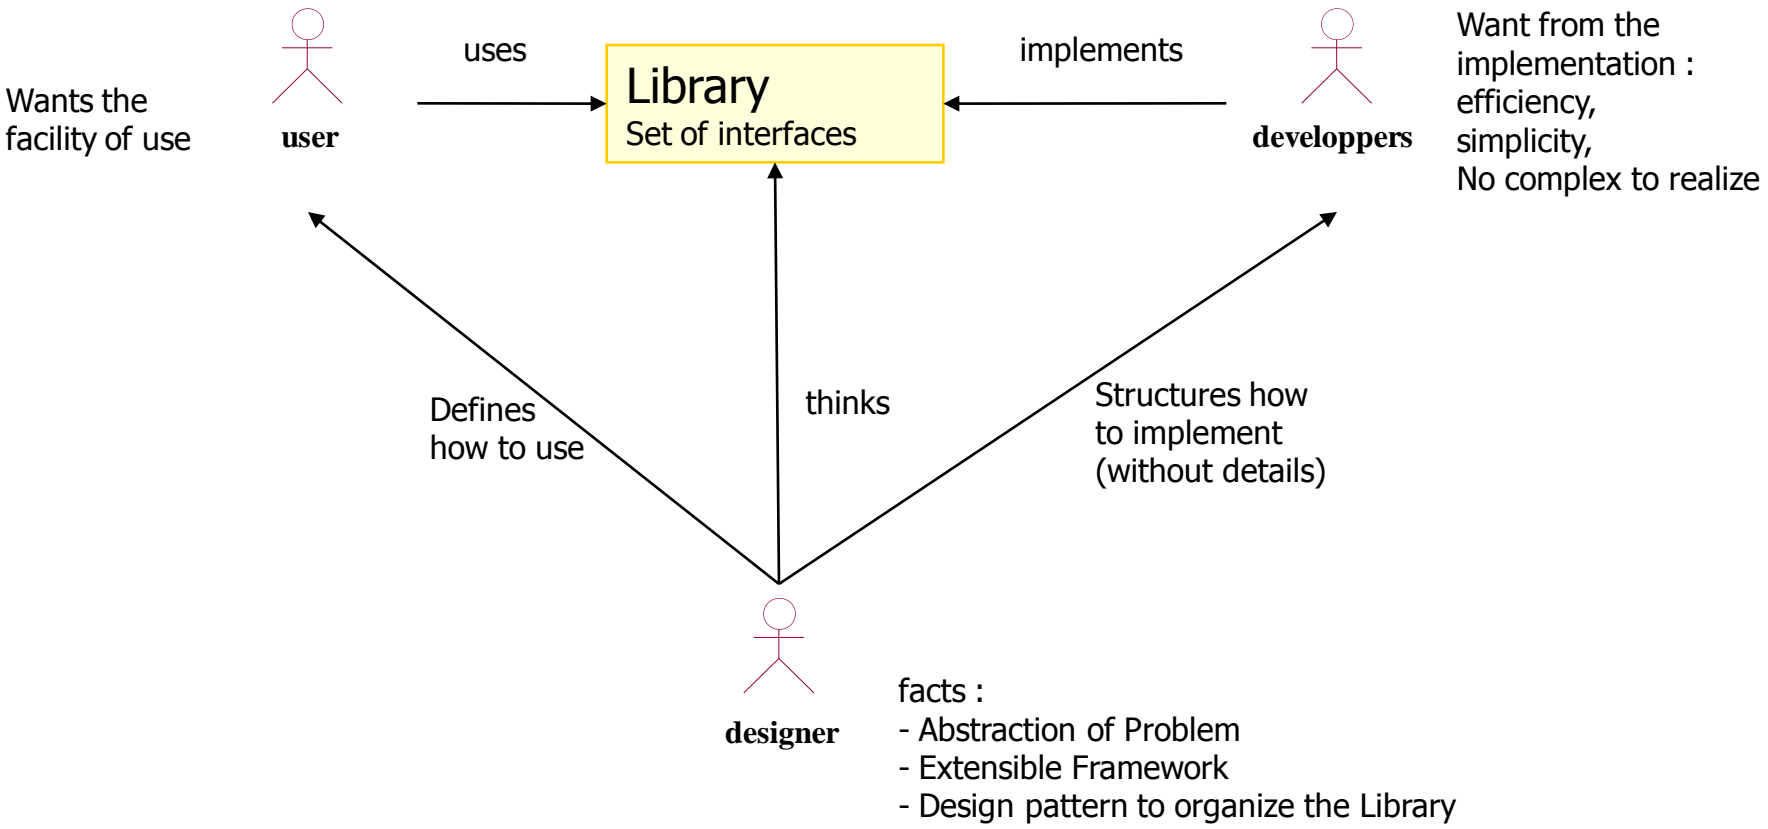 uses
implements
Want from the
implementation :
efficiency,
simplicity,
No complex to realize
Wants the
facility of use
user
Library
Set of interfaces
developpers
Defines
how to use
thinks
Structures how
to implement
(without details)
designer
facts :
- Abstraction of Problem
- Extensible Framework
- Design pattern to organize the Library